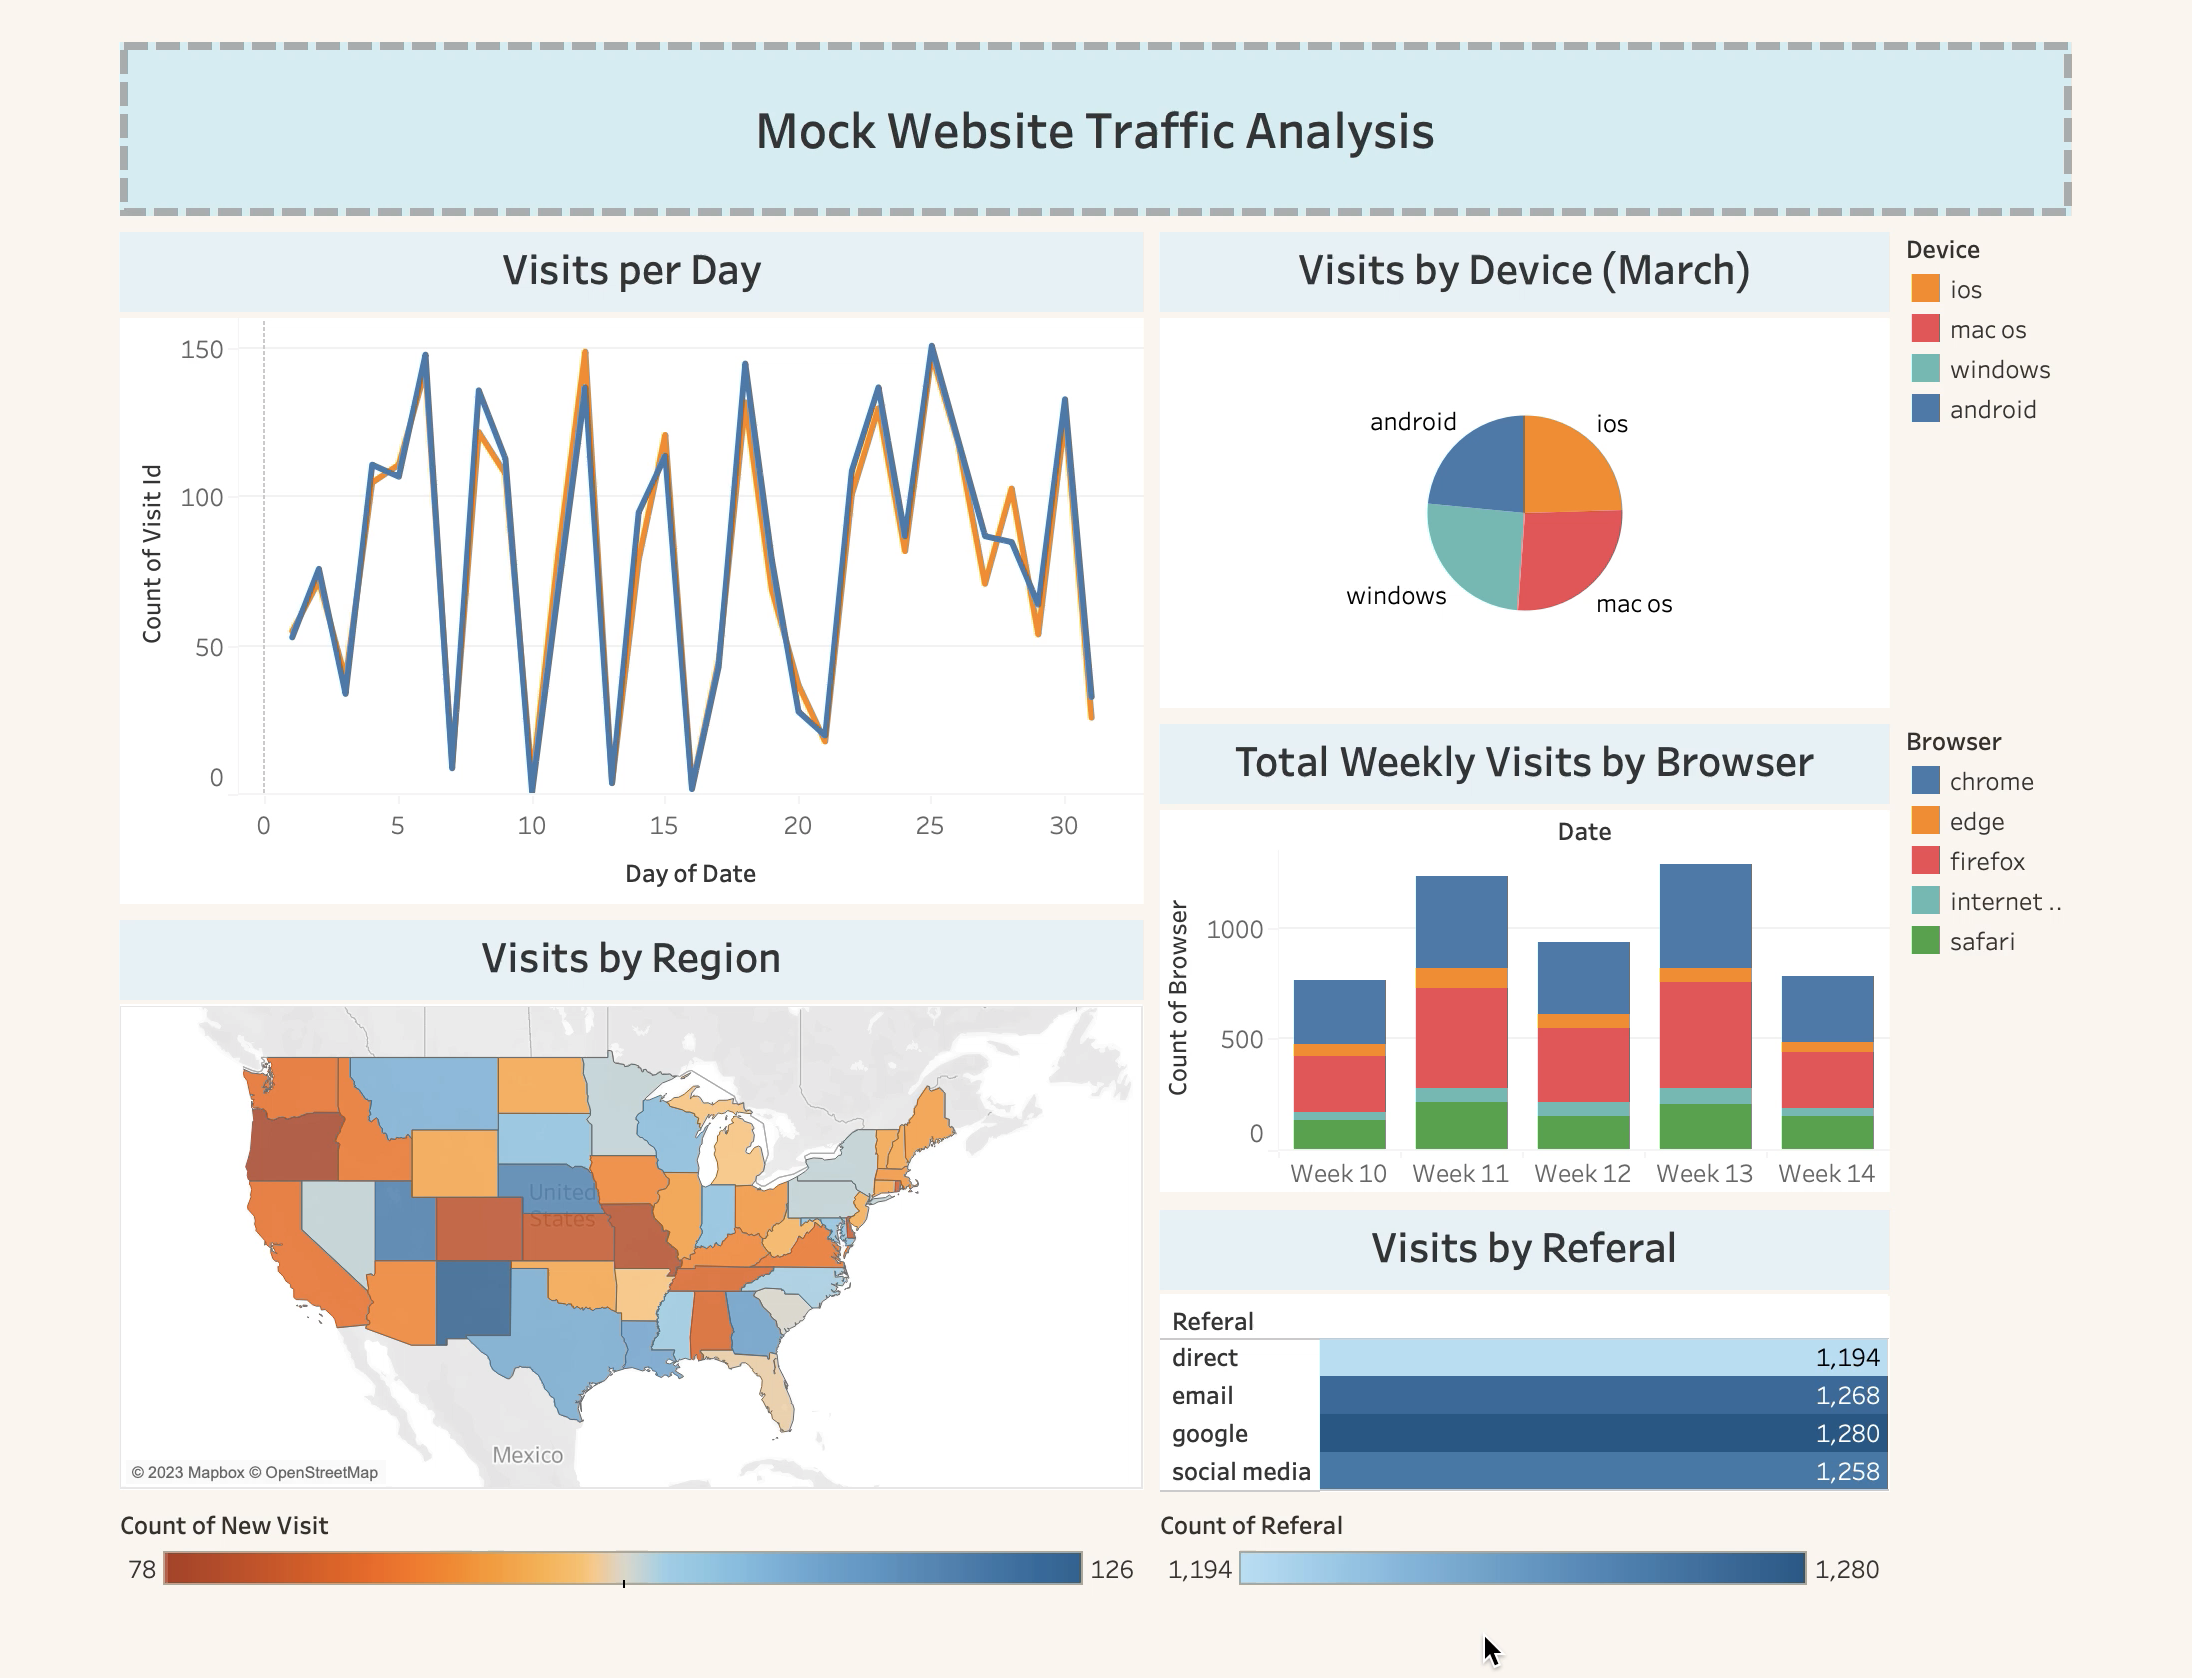 Mock Website Traffic Analysis
Visits per Day
150
100
50
0
Count of Visit Id
0 5 10 15 20 25 30
Day of Date
Visits by Device (March)
android
ios
windows
mac os
Device
ios
mac os
windows
android
Total Weekly Visits by Browser
Date
1000
500
0
Count of Browser
Week 10 Week 11 Week 12 Week 13 Week 14
Browser
chrome
edge
firefox
internet ..
safari
Visits by Region
United
States
Mexico
© 2023 Mapbox © OpenStreetMap
Count of New Visit
78 126
Visits by Referal
Referal
direct 1,194
email 1,268
google 1,280
social media 1,258
Count of Referal
1,194 1,280